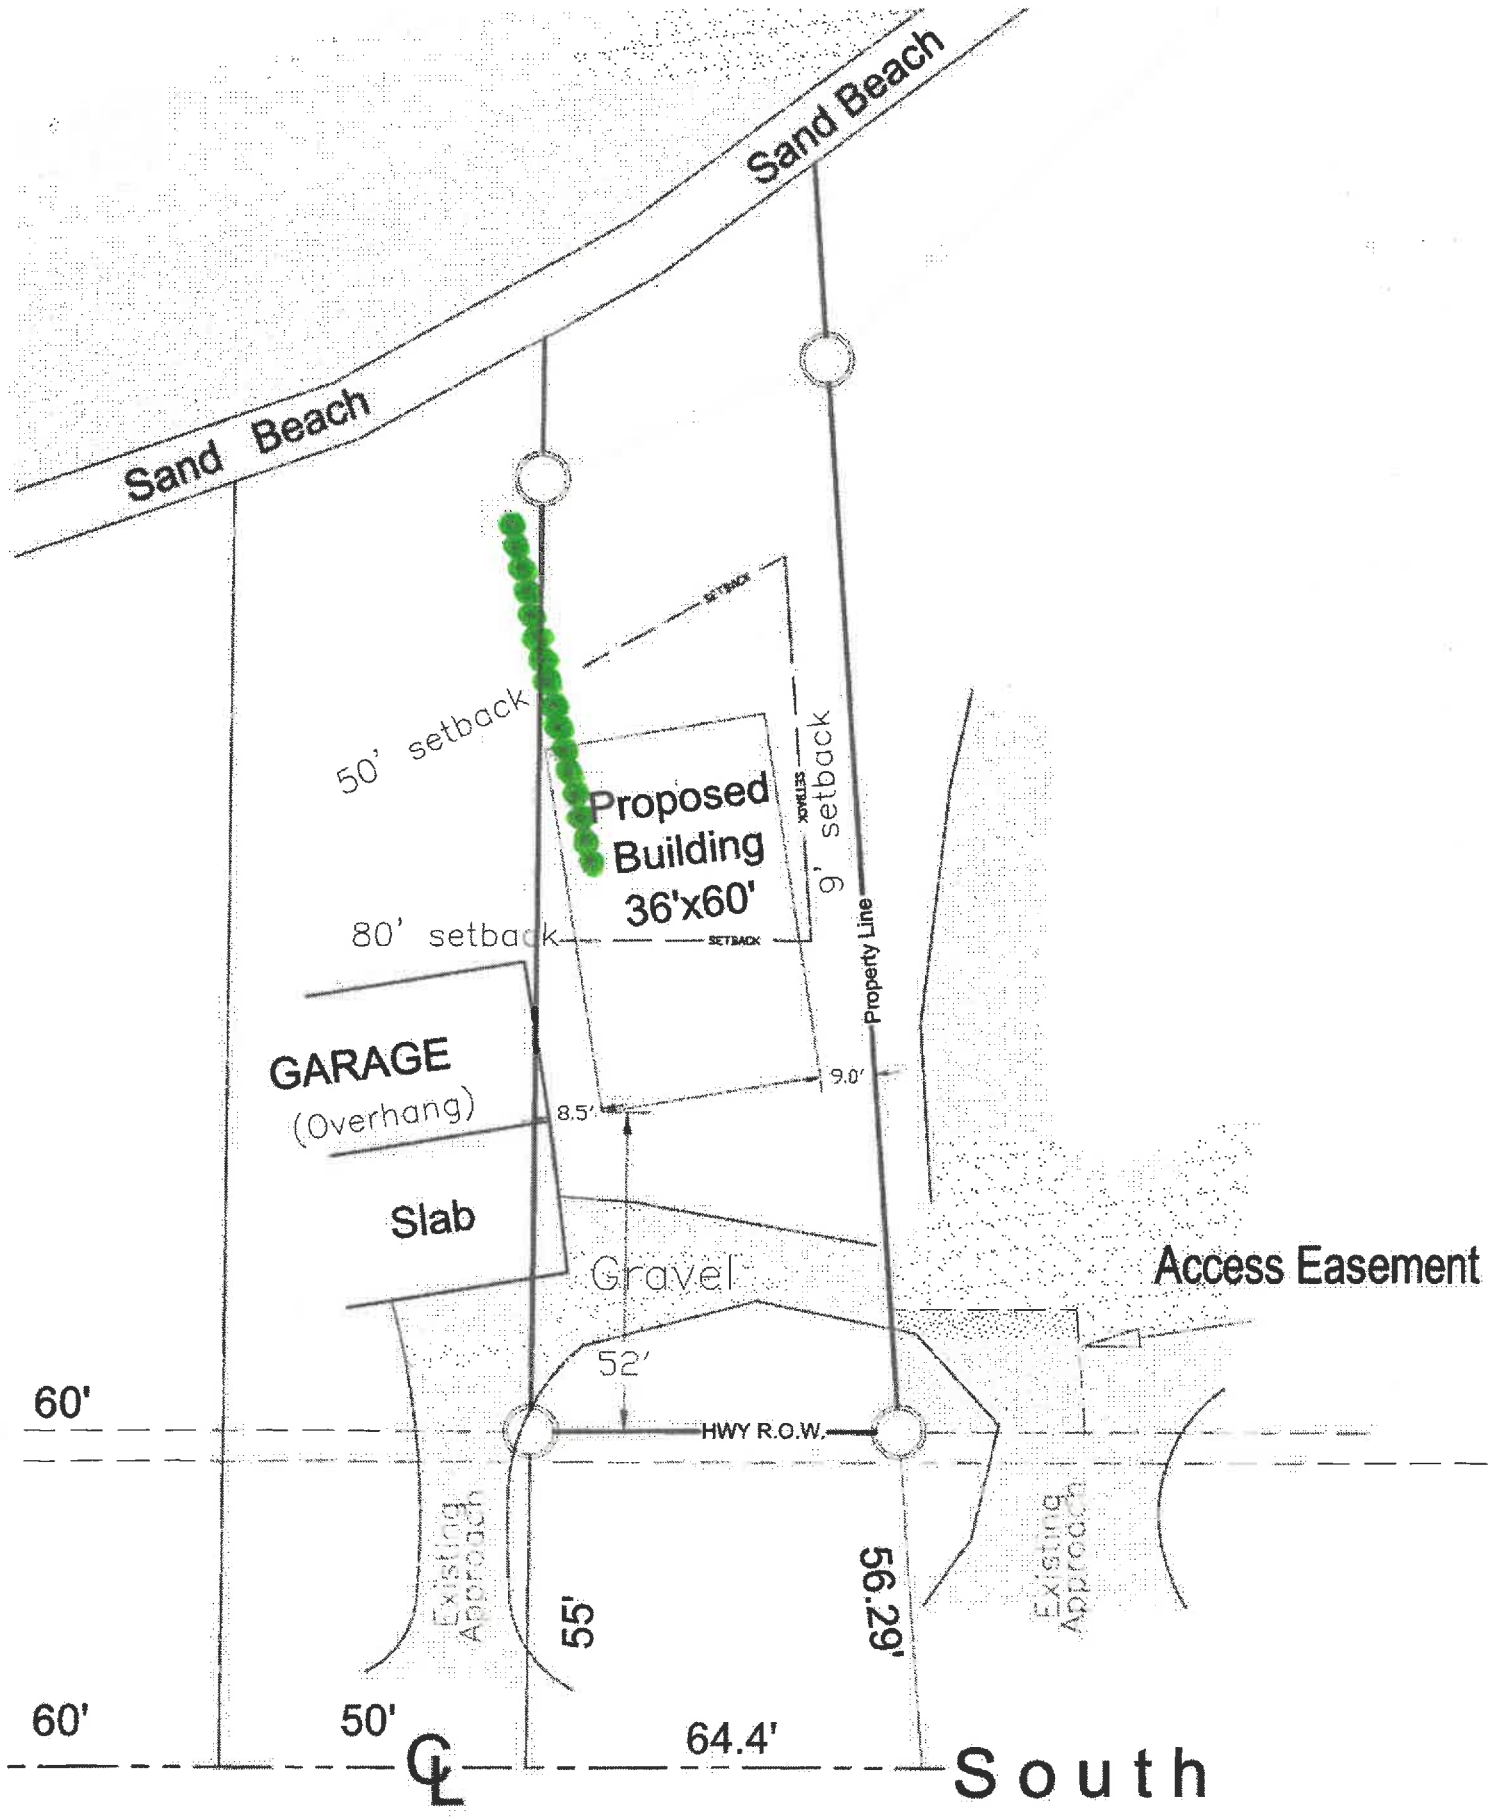 Sand Beach
Sand Beach
SETBACK
50' setback
9' setback
SETBACK
Proposed
Building
36'x60'
80' setback
SETBACK
Property Line
GARAGE
(Overhang)
9.0'
8.5'
Slab
Gravel
Access Easement
52'
60'
HWY R.O.W.
Existing
Approach
Existing
Approach
55'
56.29'
60'
50'
64.4'
CL
South